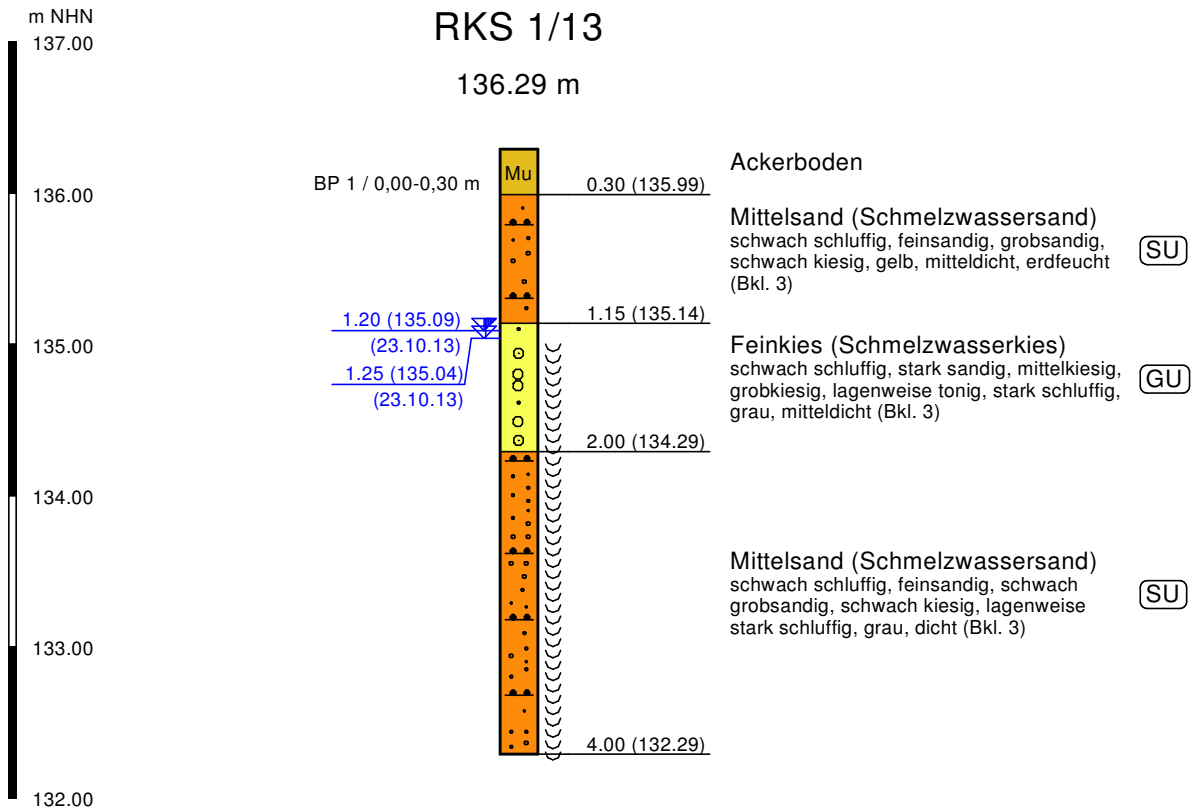 m NHN
137.00
RKS 1/13
136.29 m
Mu
Ackerboden
BP 1 / 0,00-0,30 m
0.30 (135.99)
136.00
Mittelsand (Schmelzwassersand)
schwach schluffig, feinsandig, grobsandig,
schwach kiesig, gelb, mitteldicht, erdfeucht
(Bkl. 3)
SU
1.20 (135.09)
(23.10.13)
1.15 (135.14)
135.00
1.25 (135.04)
(23.10.13)
Feinkies (Schmelzwasserkies)
schwach schluffig, stark sandig, mittelkiesig,
grobkiesig, lagenweise tonig, stark schluffig,
grau, mitteldicht (Bkl. 3)
GU
2.00 (134.29)
134.00
Mittelsand (Schmelzwassersand)
schwach schluffig, feinsandig, schwach
grobsandig, schwach kiesig, lagenweise
stark schluffig, grau, dicht (Bkl. 3)
SU
133.00
4.00 (132.29)
132.00